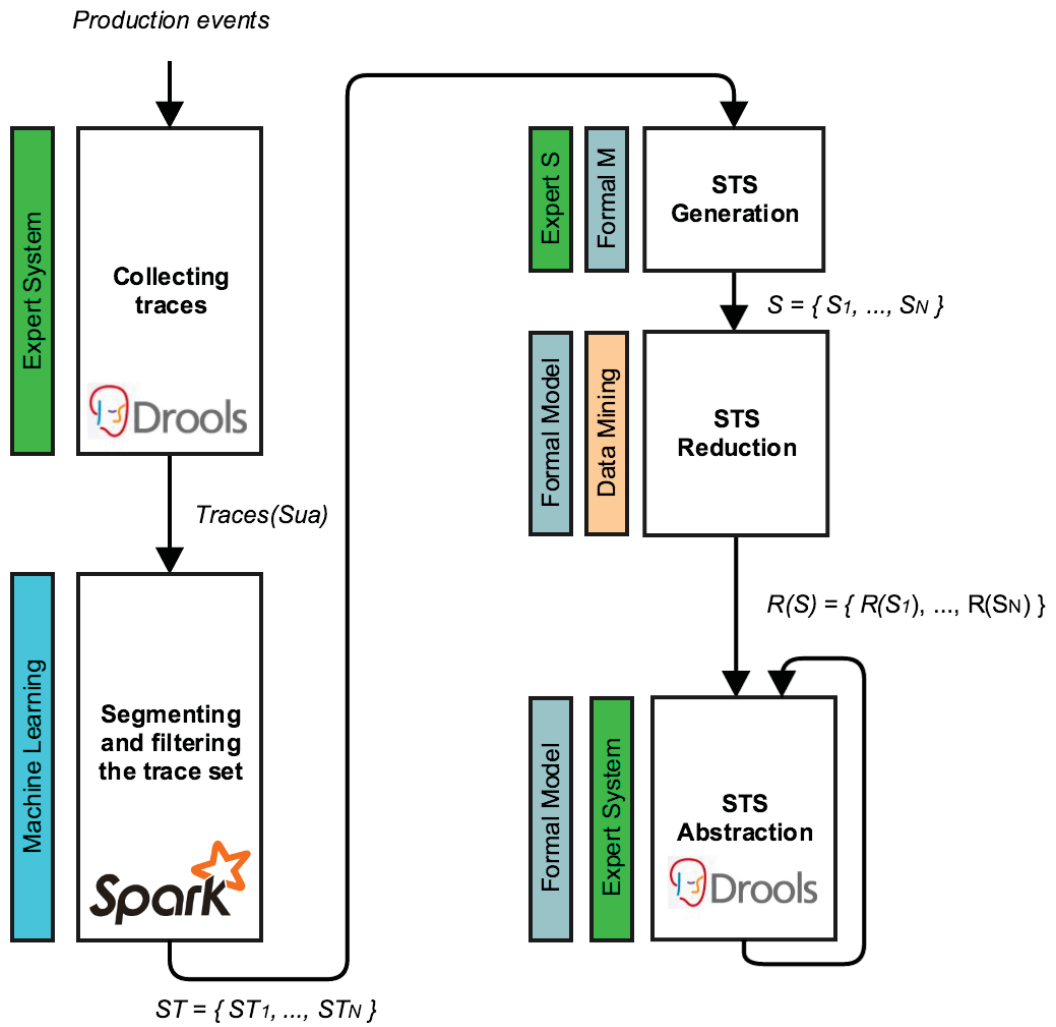 Production events
Expert System
Collecting
traces
Drools
Traces(Sua)
Machine Learning
Segmenting
and filtering
the trace set
Spark
ST = { ST1, ..., STN }
Expert S
Formal M
STS
Generation
S = { S1, ..., SN }
Formal Model
Data Mining
STS
Reduction
R(S) = { R(S1), ..., R(SN) }
Formal Model
Expert System
STS
Abstraction
Drools